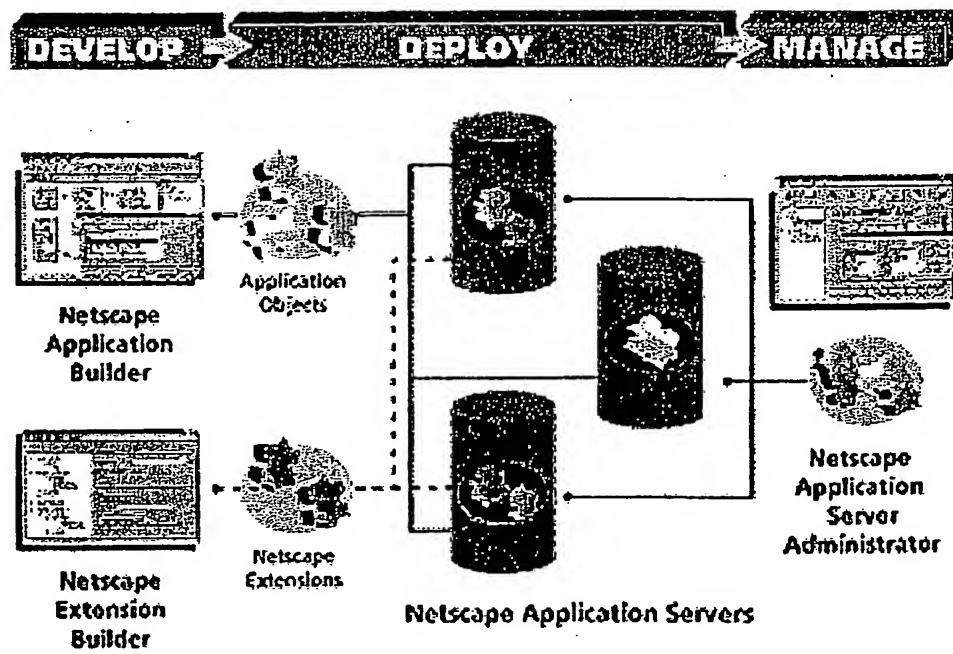 DEVELOP
DEPLOY
MANAGE
Application
Objects
Netscape
Application
Builder
Netscape
Application
Server
Administrator
Netscape
Extensions
Netscape
Extension
Builder
Netscape Application Servers